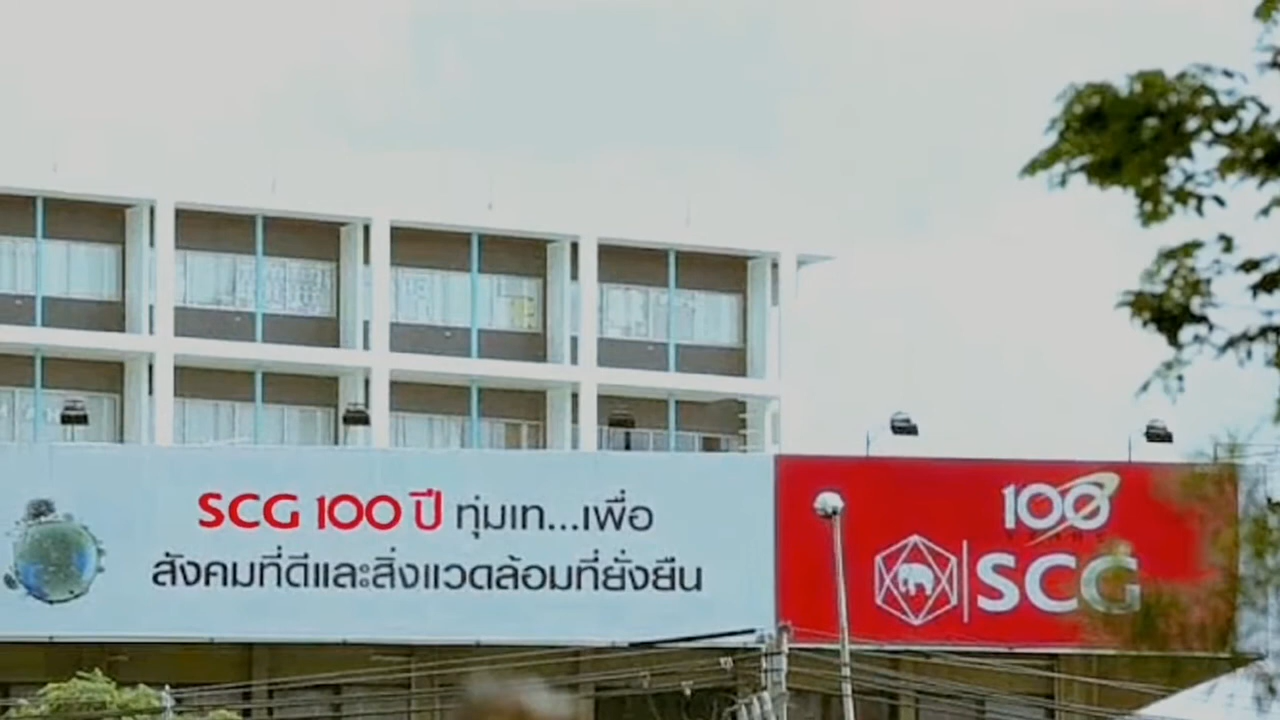 SCG 100 ปี ทุ่มเท...เพื่อ
สังคมที่ดีและสิ่งแวดล้อมที่ยั่งยืน
100
YEARS
SCG